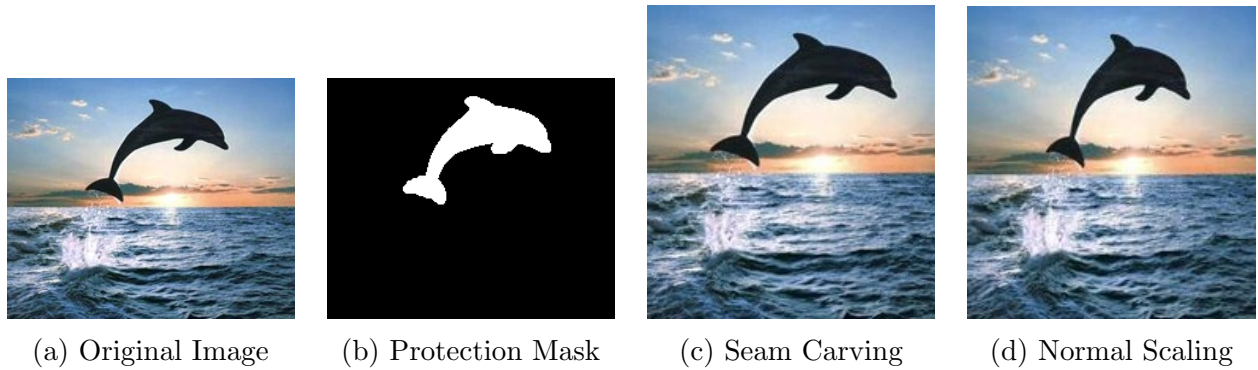 (a) Original Image
(b) Protection Mask
(c) Seam Carving
(d) Normal Scaling